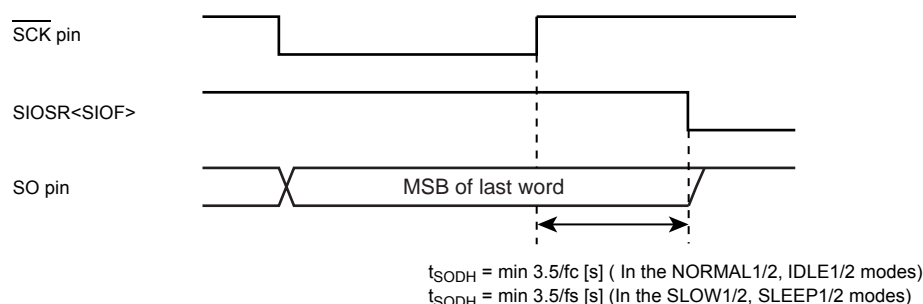 SCK pin
SIOSR<SIOF>
SO pin
MSB of last word
tSODH = min 3.5/fc [s] ( In the NORMAL1/2, IDLE1/2 modes)
tSODH = min 3.5/fs [s] (In the SLOW1/2, SLEEP1/2 modes)